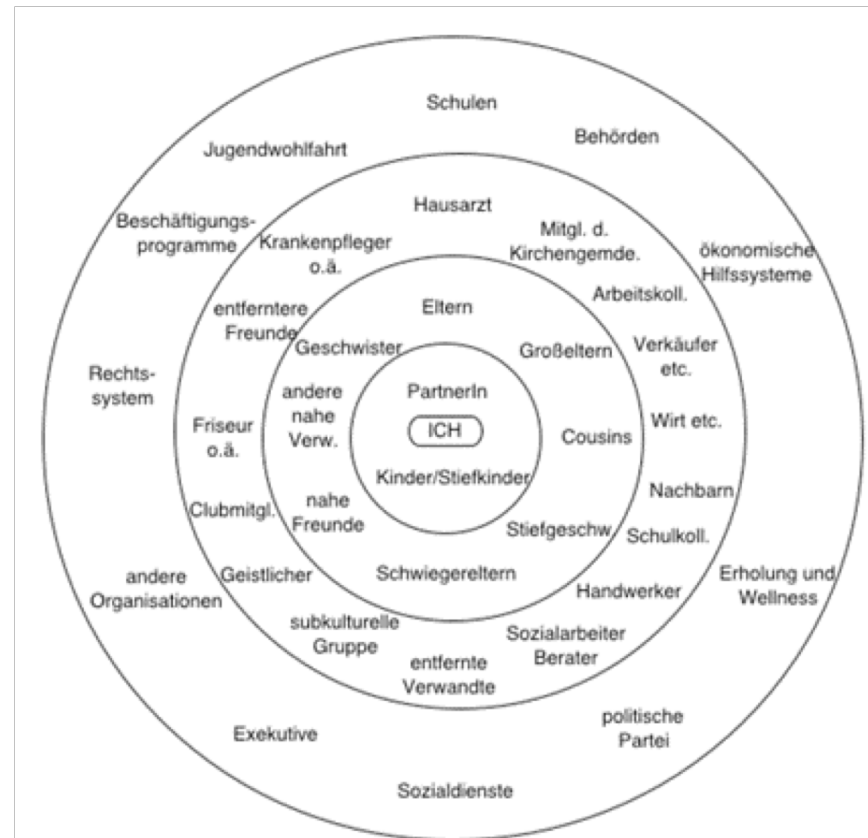 Schulen
Behörden
Jugendwohlfahrt
Beschäftigungs-
programme
Hausarzt
Mitgl. d.
Kirchengemde.
Krankenpfleger
o.ä.
ökonomische
Hilfssysteme
Arbeitskoll.
entferntere
Freunde
Eltern
Geschwister
Großeltern
Verkäufer
etc.
Rechts-
system
andere
nahe
Verw.
PartnerIn
ICH
Kinder/Stiefkinder
Cousins
Wirt etc.
Friseur
o.ä.
Nachbarn
Clubmitgl.
nahe
Freunde
Stiefgeschw.
Schulkoll.
Geistlicher
Schwiegereltern
Handwerker
Erholung und
Wellness
andere
Organisationen
subkulturelle
Gruppe
entfernte
Verwandte
Sozialarbeiter
Berater
politische
Partei
Exekutive
Sozialdienste